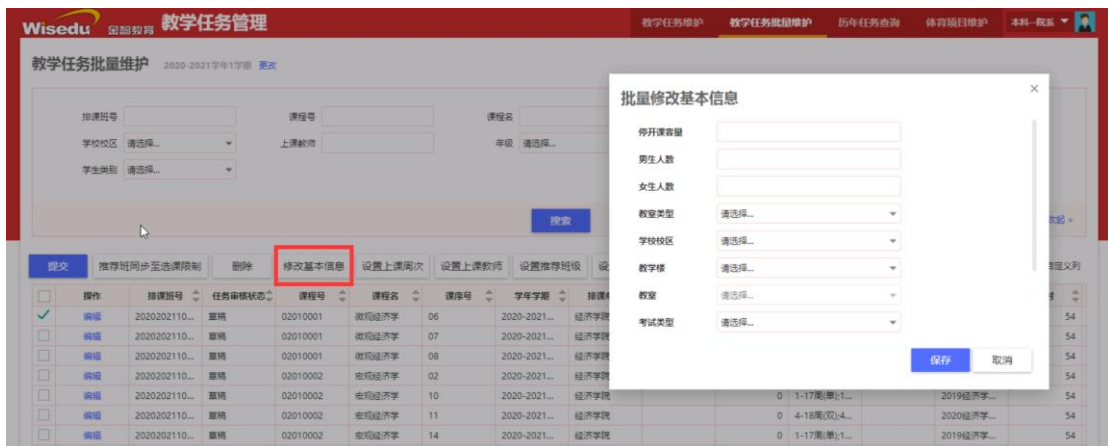 Wisedu 金智教育 教学任务管理 教学任务维护 教学任务批量维护 历年任务查询 体育项目维护 本科--院系
教学任务批量维护 2020-2021学年1学期 更改
批量修改基本信息 ×
排课班号 课程号 课程名
停开课容量
学校校区 请选择... 上课教师 年级 请选择...
男生人数
学生类别 请选择...
女生人数
教室类型 请选择...
搜索 收起
学校校区 请选择...
提交 推荐班同步至选课限制 删除 修改基本信息 设置上课周次 设置上课教师 设置推荐班级 设 自定义列
教学楼 请选择...
操作 排课班号 任务审核状态 课程号 课程名 课序号 学年学期 排课
教室 请选择...
编辑 2020202110... 草稿 02010001 微观经济学 06 2020-2021... 经济学院 54
考试类型 请选择...
编辑 2020202110... 草稿 02010001 微观经济学 07 2020-2021... 经济学院 54
编辑 2020202110... 草稿 02010001 微观经济学 08 2020-2021... 经济学院 54
保存 取消
编辑 2020202110... 草稿 02010002 宏观经济学 02 2020-2021... 经济学院 54
编辑 2020202110... 草稿 02010002 宏观经济学 10 2020-2021... 经济学院 0 1-17周(单);1... 2019经济学... 54
编辑 2020202110... 草稿 02010002 宏观经济学 11 2020-2021... 经济学院 0 4-18周(双);4... 2020经济学... 54
编辑 2020202110... 草稿 02010002 宏观经济学 14 2020-2021... 经济学院 0 1-17周(单);1... 2019经济学... 54